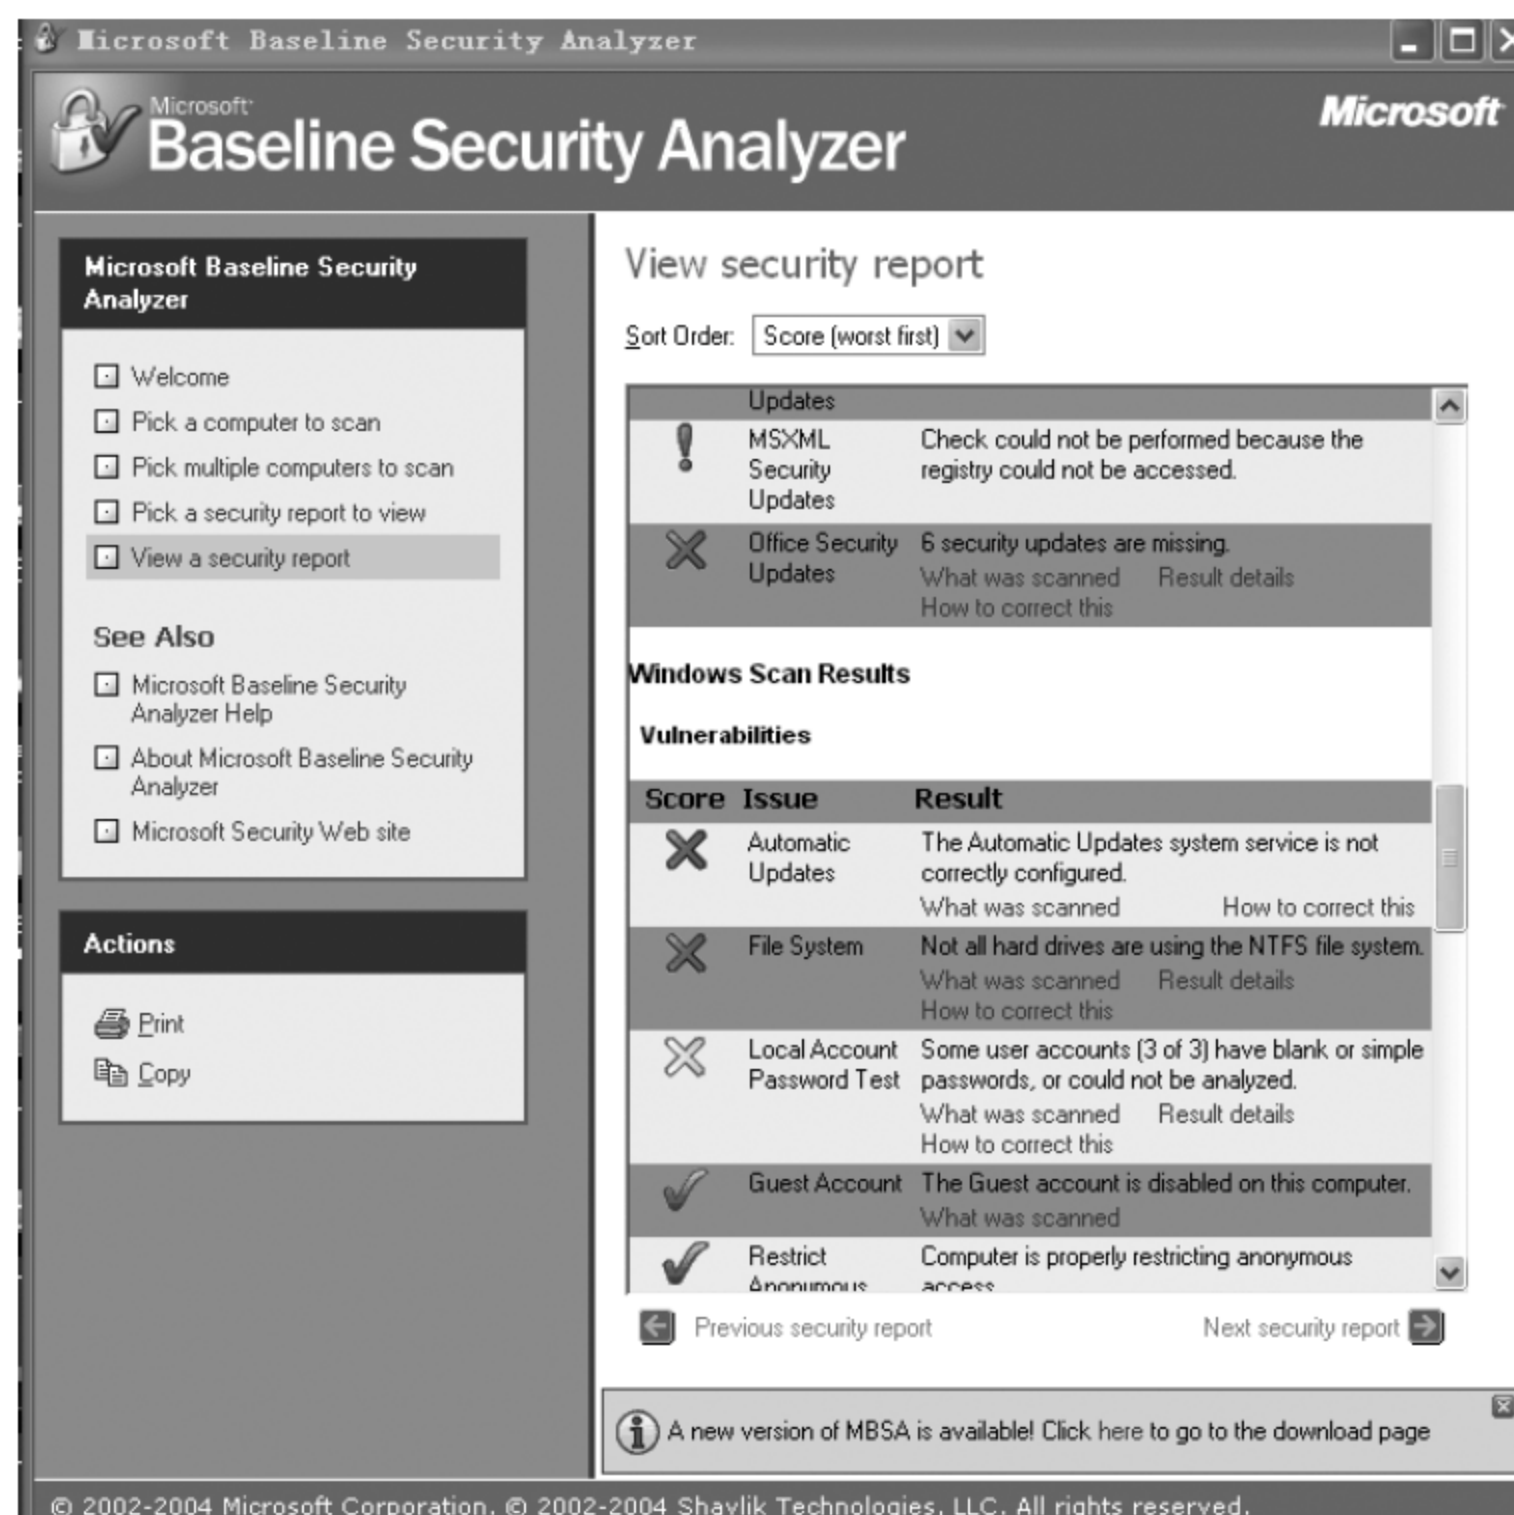 Microsoft Baseline Security Analyzer
Microsoft
Baseline Security Analyzer
Microsoft
Microsoft Baseline Security
Analyzer
Welcome
Pick a computer to scan
Pick multiple computers to scan
Pick a security report to view
View a security report
See Also
Microsoft Baseline Security
Analyzer Help
About Microsoft Baseline Security
Analyzer
Microsoft Security Web site
Actions
Print
Copy
View security report
Sort Order: Score (worst first)
Updates
MSXML Check could not be performed because the
Security registry could not be accessed.
Updates
Office Security 6 security updates are missing.
Updates What was scanned Result details
How to correct this
Windows Scan Results
Vulnerabilities
Score Issue Result
Automatic The Automatic Updates system service is not
Updates correctly configured.
What was scanned How to correct this
File System Not all hard drives are using the NTFS file system.
What was scanned Result details
How to correct this
Local Account Some user accounts (3 of 3) have blank or simple
Password Test passwords, or could not be analyzed.
What was scanned Result details
How to correct this
Guest Account The Guest account is disabled on this computer.
What was scanned
Restrict Computer is properly restricting anonymous
Anonymous access
Previous security report Next security report
A new version of MBSA is available! Click here to go to the download page
© 2002-2004 Microsoft Corporation. © 2002-2004 Shavlik Technologies, LLC. All rights reserved.